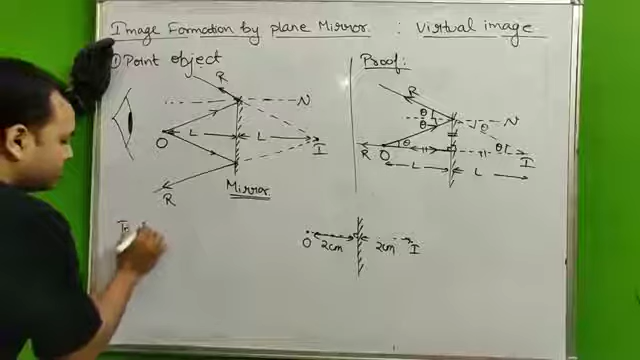 Image Formation by plane Mirror : Virtual image
① Point object
R
N
L
L
O
I
Mirror
R
Proof:
R
θ
N
θ
θ
R
O
θ
θ
I
L
L
O
2cm
2cm
I